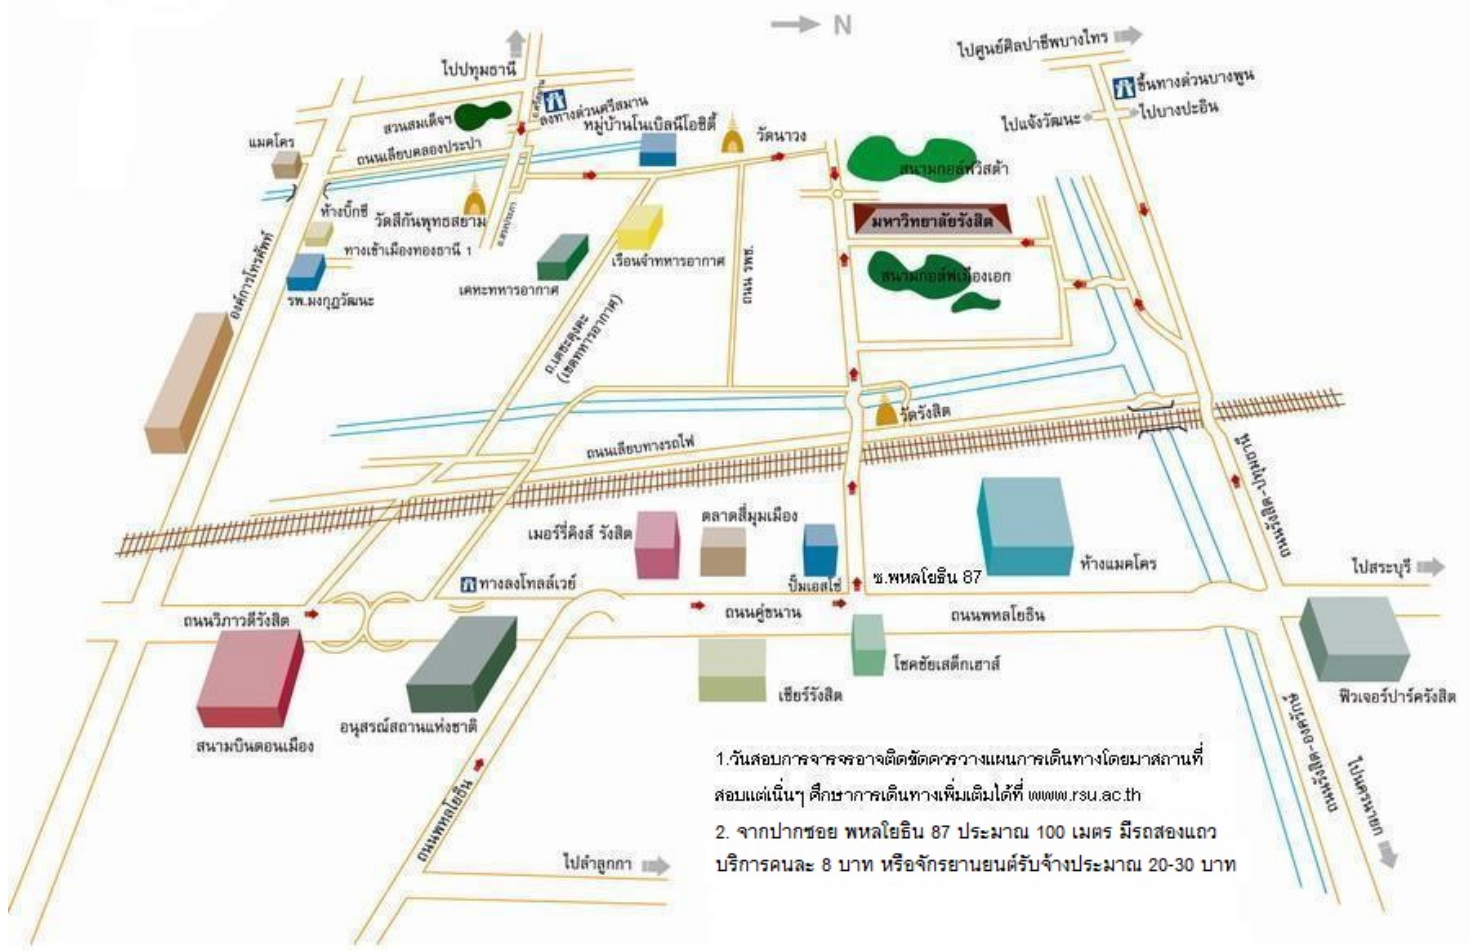 N
ไปศูนย์ศิลปาชีพบางไทร
ไปปทุมธานี
ขึ้นทางด่วนบางพูน
ลงทางด่วนศรีสมาน
ถ.ศรีสมาน
ไปแจ้งวัฒนะ
ไปบางปะอิน
สวนสมเด็จฯ
หมู่บ้านโนเบิลนีโอซิตี้
วัดนาวง
แมคโคร
ถนนเลียบคลองประปา
สนามกอล์ฟวิสต้า
ห้างบิ๊กซี
วัดสีกันพุทธสยาม
ถ.สรงประภา
มหาวิทยาลัยรังสิต
ทางเข้าเมืองทองธานี 1
เรือนจำทหารอากาศ
องค์การโทรศัพท์
รพ.มงกุฎวัฒนะ
เคหะทหารอากาศ
ถนน รพช.
สนามกอล์ฟเมืองเอก
ถ.เดชะตุงคะ
(เขตทหารอากาศ)
วัดรังสิต
ถนนเลียบทางรถไฟ
ถนนรังสิต-ปทุมธานี
เมอร์รี่คิงส์ รังสิต
ตลาดสี่มุมเมือง
ห้างแมคโคร
ไปสระบุรี
ทางลงโทลล์เวย์
ปั๊มเอสโซ่
ซ.พหลโยธิน 87
ถนนวิภาวดีรังสิต
ถนนคู่ขนาน
ถนนพหลโยธิน
โชคชัยสเต็กเฮาส์
เซียร์รังสิต
ฟิวเจอร์ปาร์ครังสิต
อนุสรณ์สถานแห่งชาติ
สนามบินดอนเมือง
ถนนรังสิต-องครักษ์
ไปนครนายก
ถนนพหลโยธิน
ไปลำลูกกา
1.วันสอบการจารจรอาจติดขัดควรวางแผนการเดินทางโดยมาสถานที่
สอบแต่เนิ่นๆ ศึกษาการเดินทางเพิ่มเติมได้ที่ www.rsu.ac.th
2. จากปากซอย พหลโยธิน 87 ประมาณ 100 เมตร มีรถสองแถว
บริการคนละ 8 บาท หรือจักรยานยนต์รับจ้างประมาณ 20-30 บาท